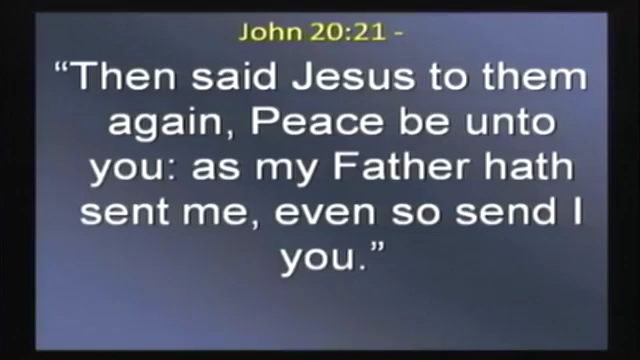 John 20:21 -
“Then said Jesus to them
again, Peace be unto
you: as my Father hath
sent me, even so send I
you.”